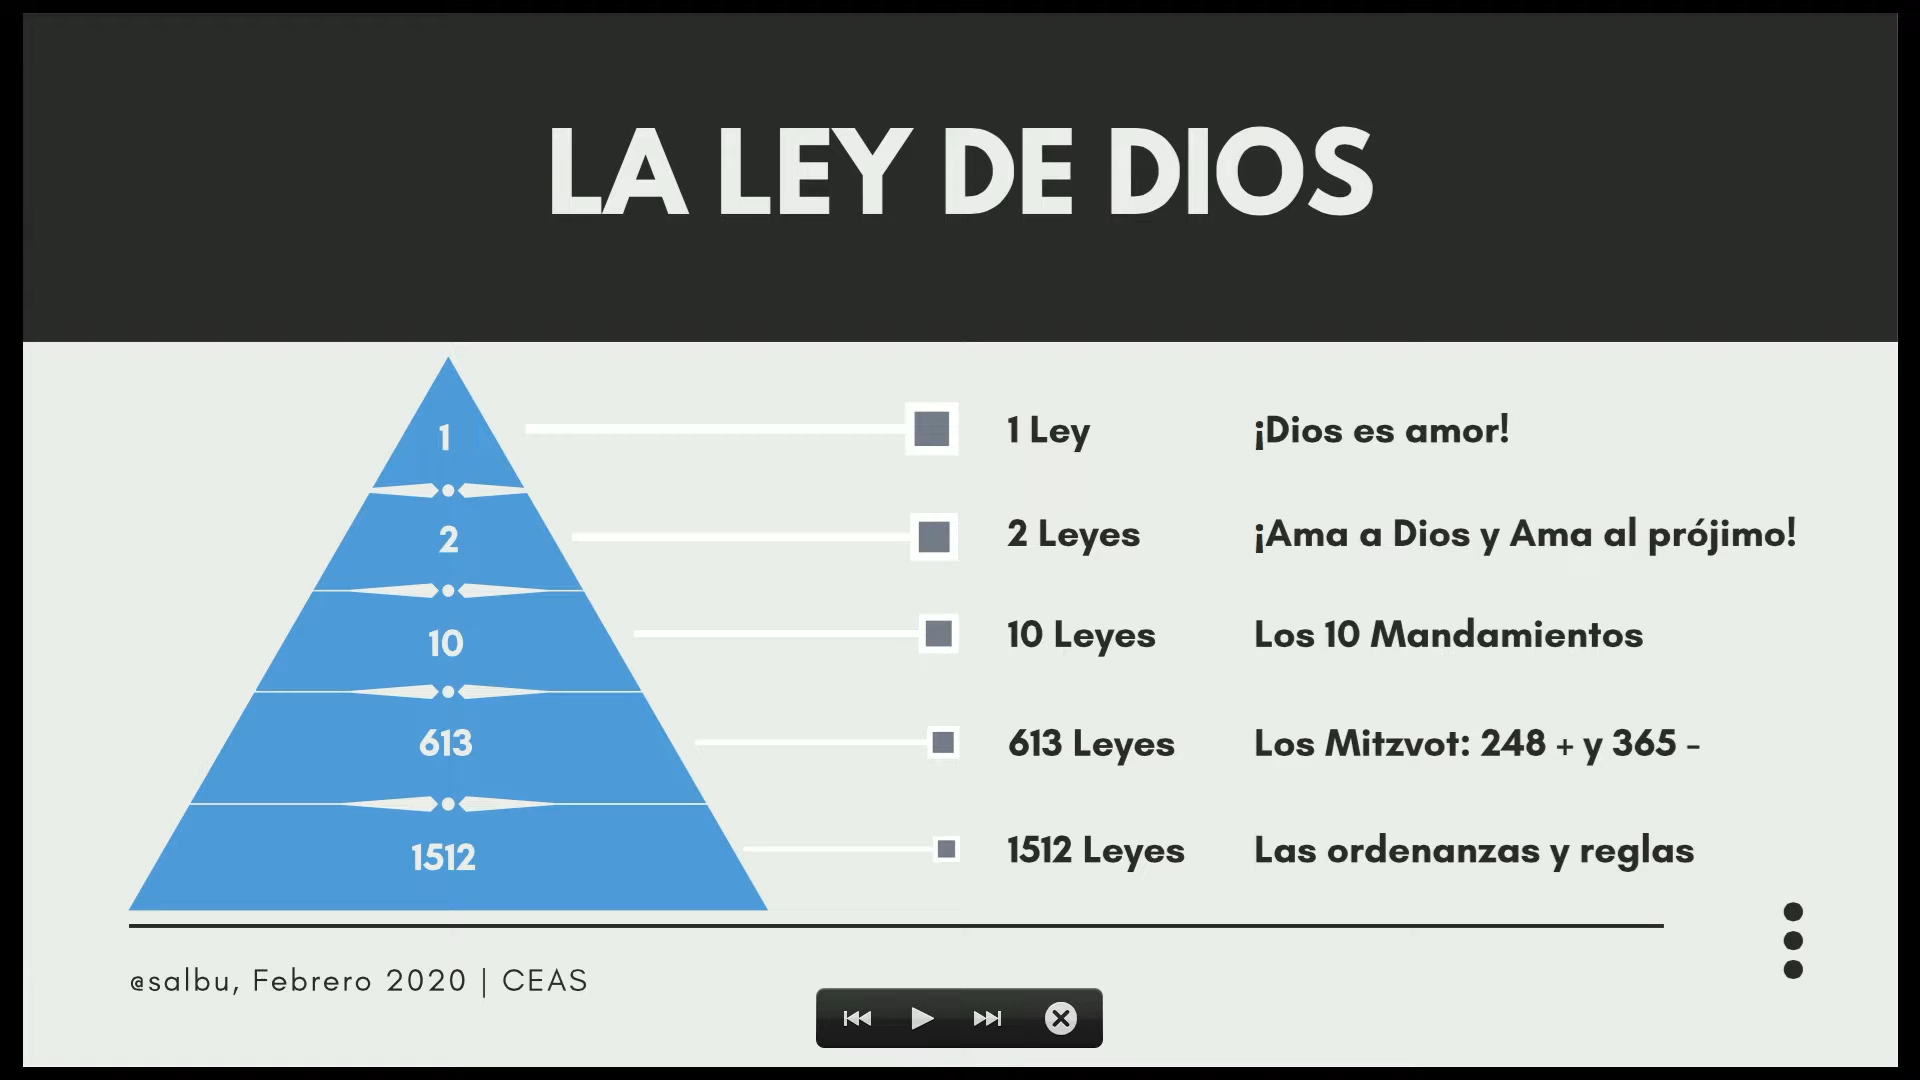 LA LEY DE DIOS
1
1 Ley
¡Dios es amor!
2
2 Leyes
¡Ama a Dios y Ama al prójimo!
10
10 Leyes
Los 10 Mandamientos
613
613 Leyes
Los Mitzvot: 248 + y 365 -
1512
1512 Leyes
Las ordenanzas y reglas
@salbu, Febrero 2020 | CEAS